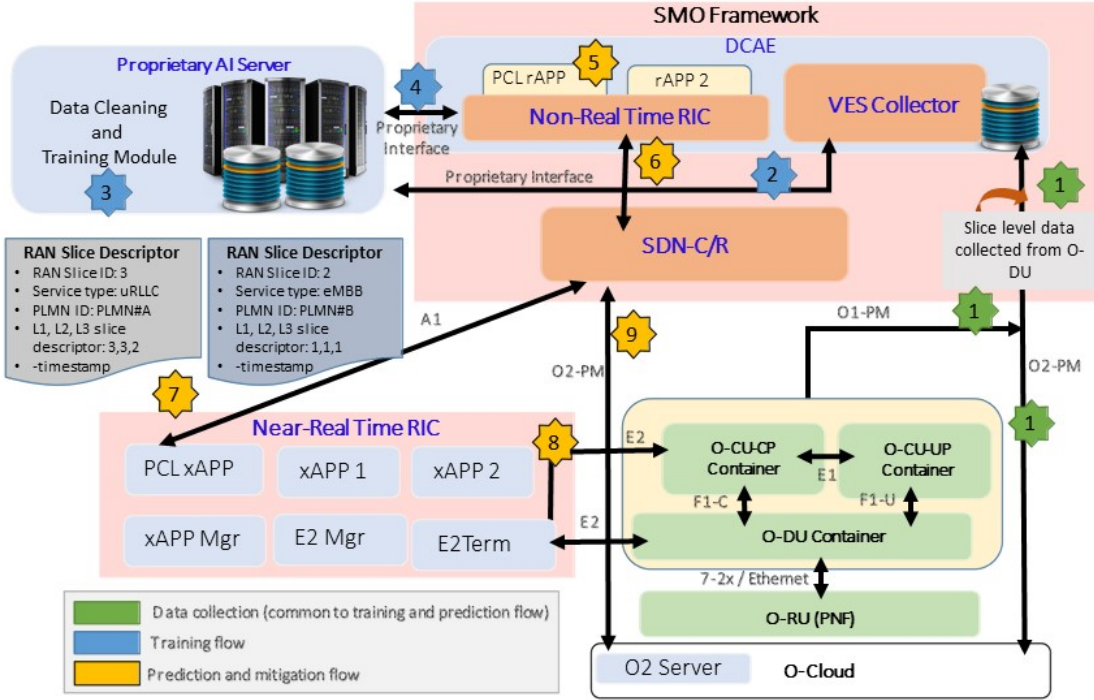 SMO Framework
DCAE
Proprietary AI Server
Data Cleaning
and
Training Module
3
4
Proprietary
Interface
PCL rAPP
5
rAPP 2
Non-Real Time RIC
VES Collector
6
2
Proprietary Interface
1
SDN-C/R
Slice level data
collected from O-
DU
RAN Slice Descriptor
• RAN Slice ID: 3
• Service type: uRLLC
• PLMN ID: PLMN#A
• L1, L2, L3 slice
descriptor: 3,3,2
• -timestamp
RAN Slice Descriptor
• RAN Slice ID: 2
• Service type: eMBB
• PLMN ID: PLMN#B
• L1, L2, L3 slice
descriptor: 1,1,1
• -timestamp
A1
9
O2-PM
O1-PM
1
O2-PM
7
1
Near-Real Time RIC
8
PCL xAPP
xAPP 1
xAPP 2
xAPP Mgr
E2 Mgr
E2Term
E2
E2
O-CU-CP
Container
E1
O-CU-UP
Container
F1-C
F1-U
O-DU Container
7-2x / Ethernet
O-RU (PNF)
O2 Server
O-Cloud
Data collection (common to training and prediction flow)
Training flow
Prediction and mitigation flow